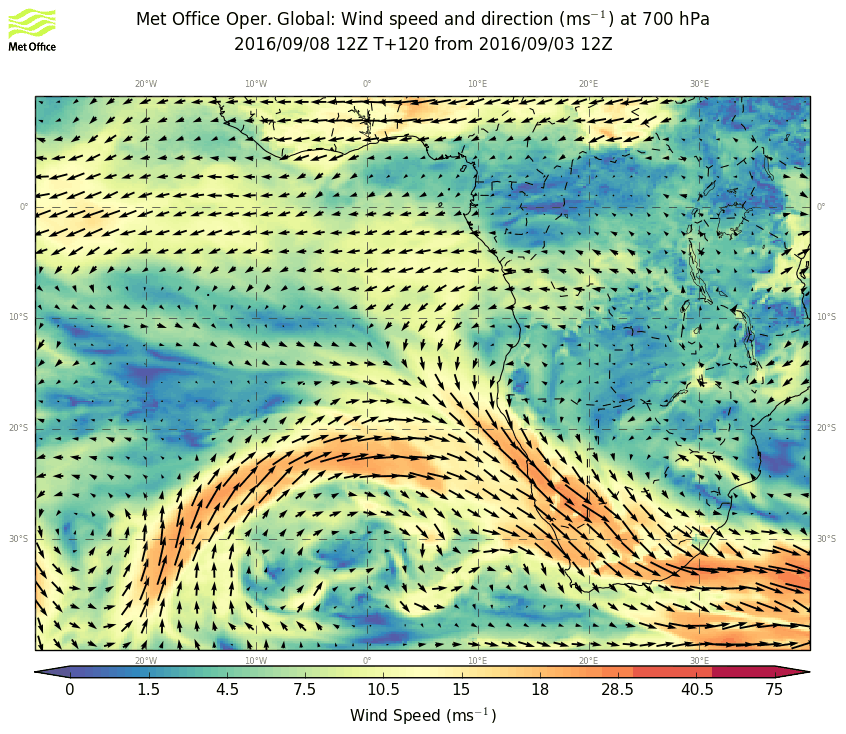 Met Office
Met Office Oper. Global: Wind speed and direction (ms⁻¹) at 700 hPa
2016/09/08 12Z T+120 from 2016/09/03 12Z
20°W 10°W 0° 10°E 20°E 30°E
0° 0°
10°S 10°S
20°S 20°S
30°S 30°S
20°W 10°W 0° 10°E 20°E 30°E
0 1.5 4.5 7.5 10.5 15 18 28.5 40.5 75
Wind Speed (ms⁻¹)